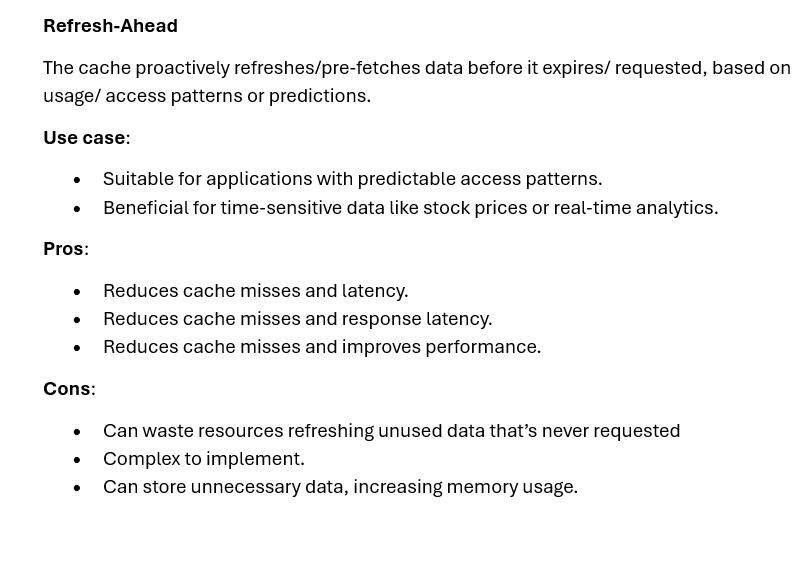 Refresh-Ahead
The cache proactively refreshes/pre-fetches data before it expires/ requested, based on
usage/ access patterns or predictions.
Use case:
• Suitable for applications with predictable access patterns.
• Beneficial for time-sensitive data like stock prices or real-time analytics.
Pros:
• Reduces cache misses and latency.
• Reduces cache misses and response latency.
• Reduces cache misses and improves performance.
Cons:
• Can waste resources refreshing unused data that’s never requested
• Complex to implement.
• Can store unnecessary data, increasing memory usage.